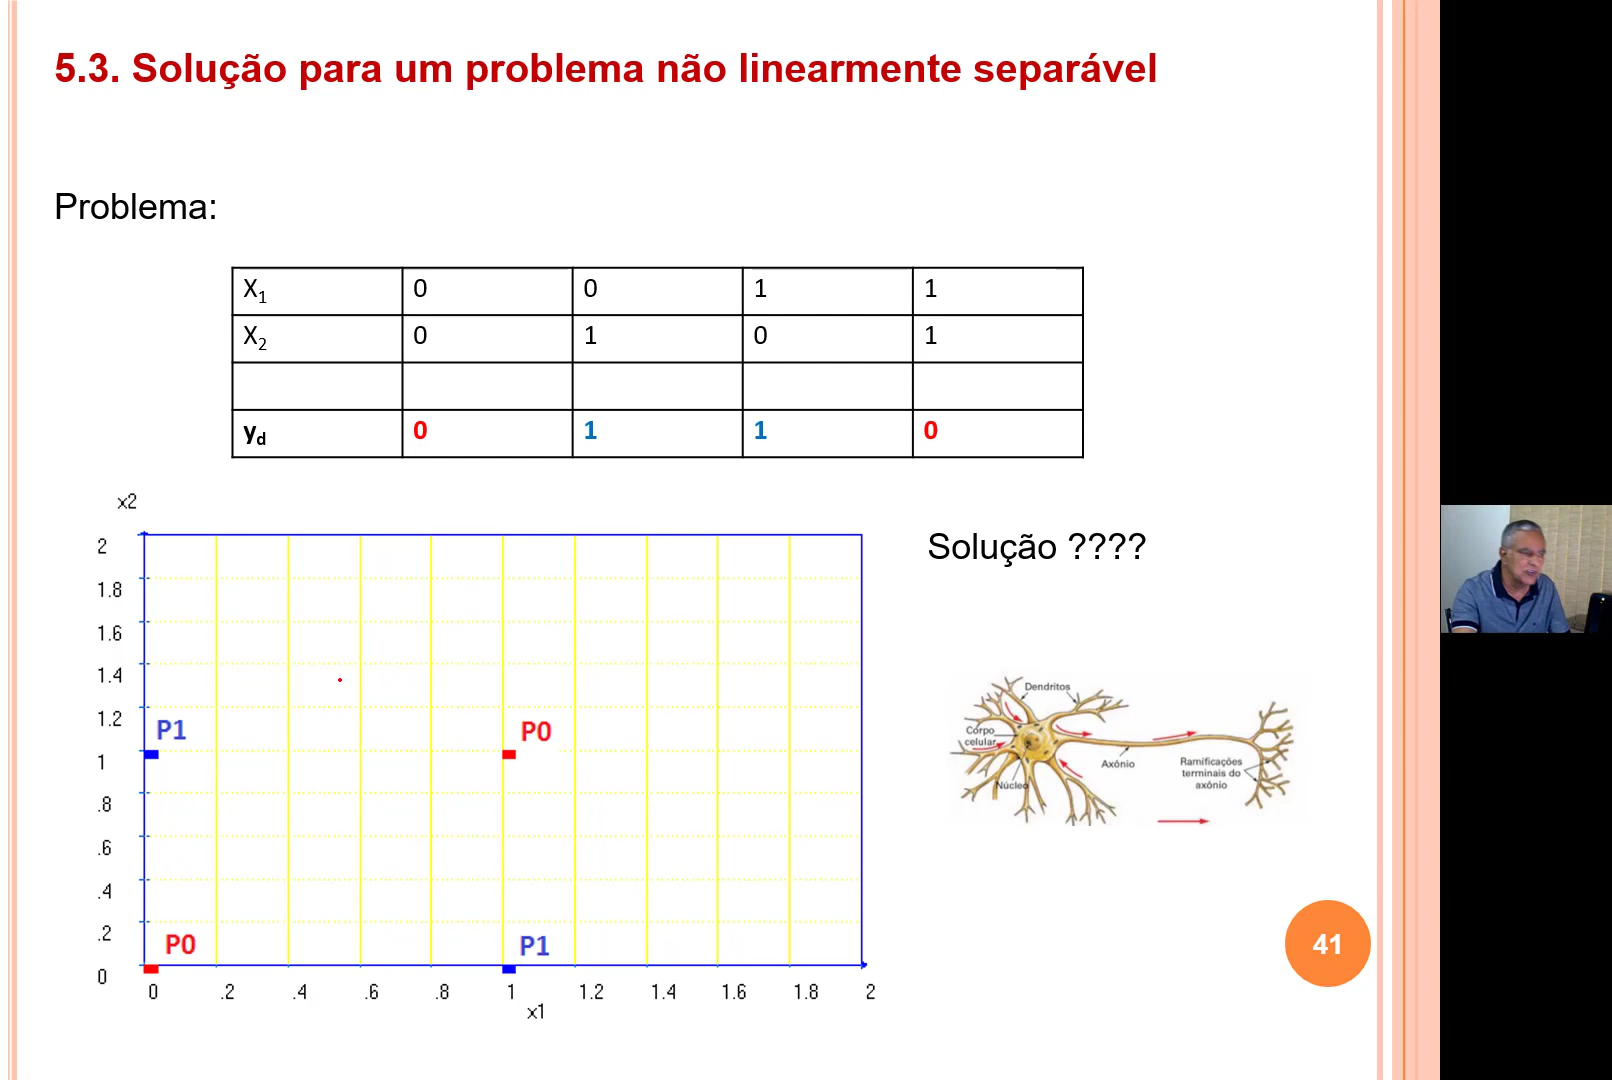 5.3. Solução para um problema não linearmente separável
Problema:
X1 0 0 1 1
X2 0 1 0 1
yd 0 1 1 0
x2
2
1.8
1.6
1.4
1.2
1
.8
.6
.4
.2
0
P1
P0
P0
P1
0 .2 .4 .6 .8 1 1.2 1.4 1.6 1.8 2
x1
Solução ????
Dendritos
Corpo
celular
Núcleo
Axônio
Ramificações
terminais do
axônio
41